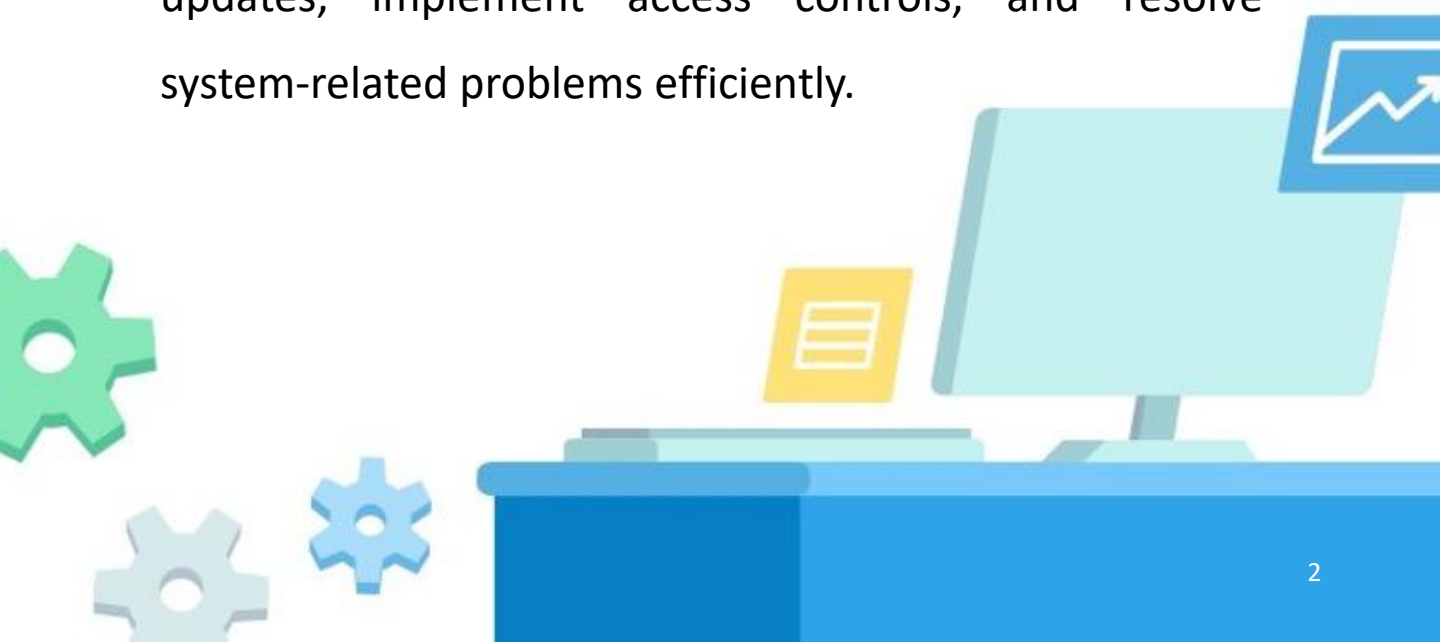 updates, implement access controls, and resolve
system-related problems efficiently.
2